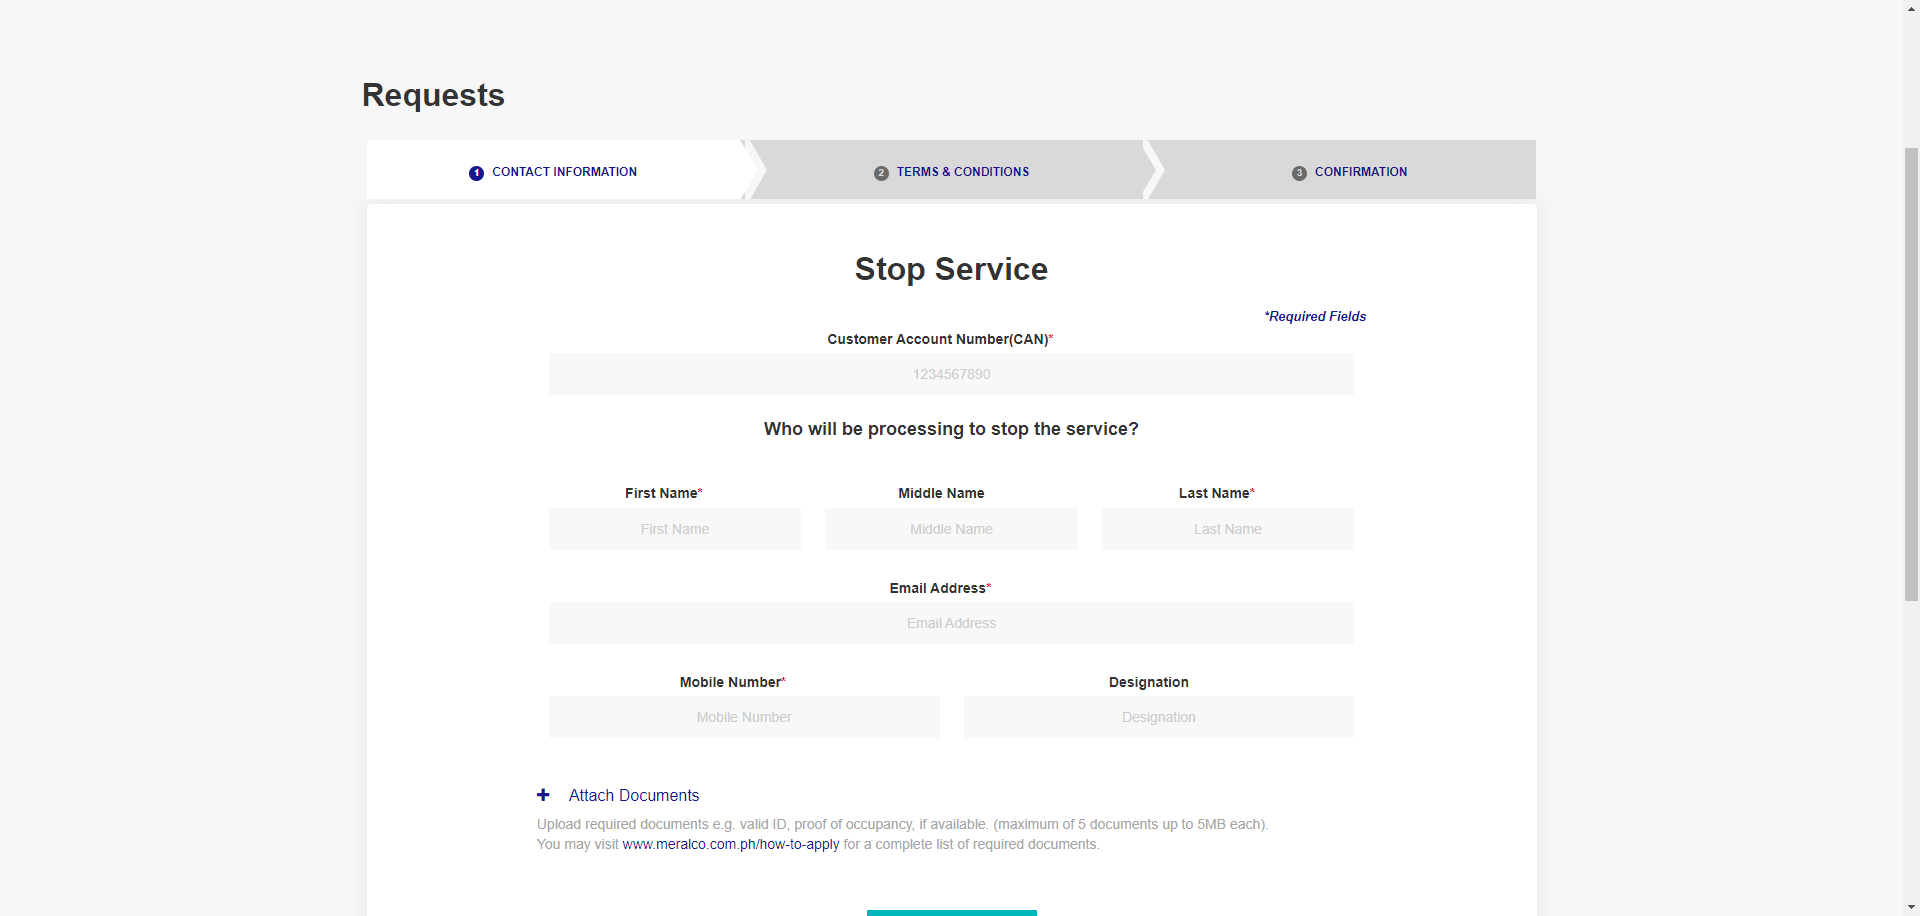 Requests
1 CONTACT INFORMATION
2 TERMS & CONDITIONS
3 CONFIRMATION
Stop Service
*Required Fields
Customer Account Number(CAN)*
1234567890
Who will be processing to stop the service?
First Name* Middle Name Last Name*
First Name Middle Name Last Name
Email Address*
Email Address
Mobile Number* Designation
Mobile Number Designation
+ Attach Documents
Upload required documents e.g. valid ID, proof of occupancy, if available. (maximum of 5 documents up to 5MB each).
You may visit www.meralco.com.ph/how-to-apply for a complete list of required documents.